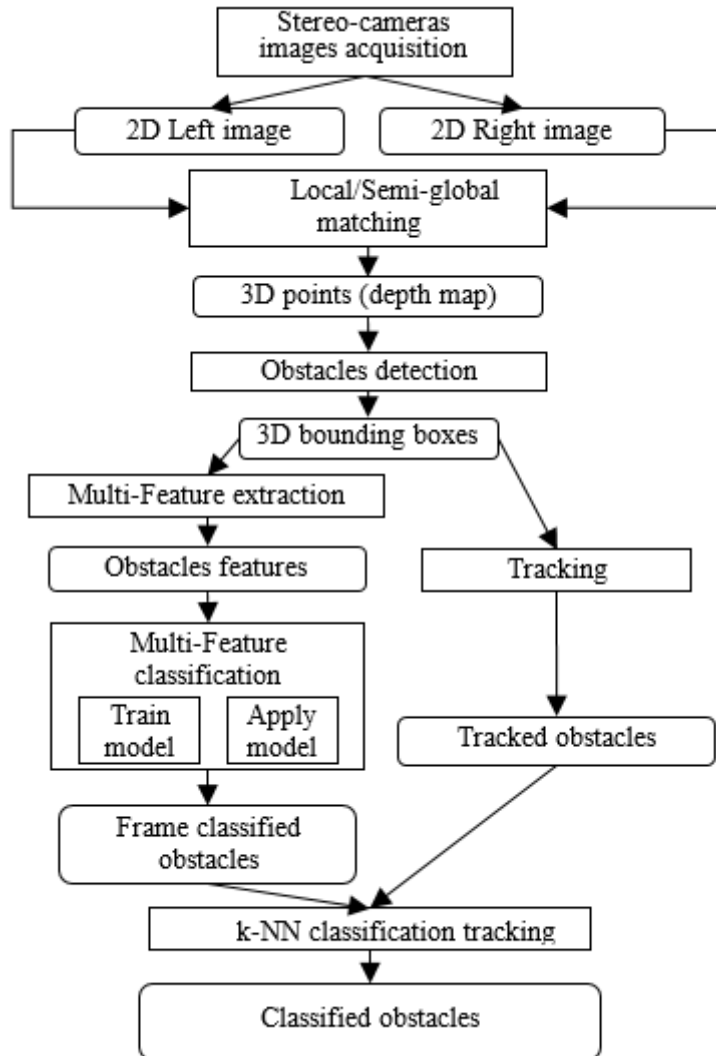 Stereo-cameras
images acquisition
2D Left image
2D Right image
Local/Semi-global
matching
3D points (depth map)
Obstacles detection
3D bounding boxes
Multi-Feature extraction
Obstacles features
Tracking
Multi-Feature
classification
Train
model
Apply
model
Tracked obstacles
Frame classified
obstacles
k-NN classification tracking
Classified obstacles